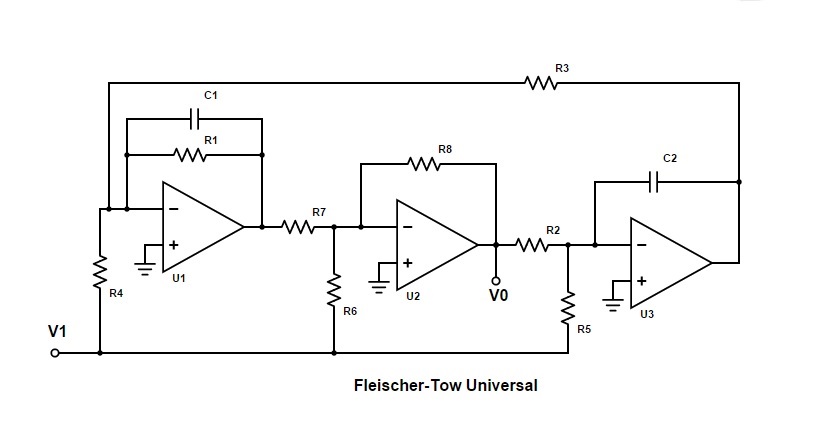 R3
C1
R1
R8
C2
R7
R2
−
−
−
+
+
+
U1
U2
U3
R4
R6
V0
R5
V1
Fleischer-Tow Universal